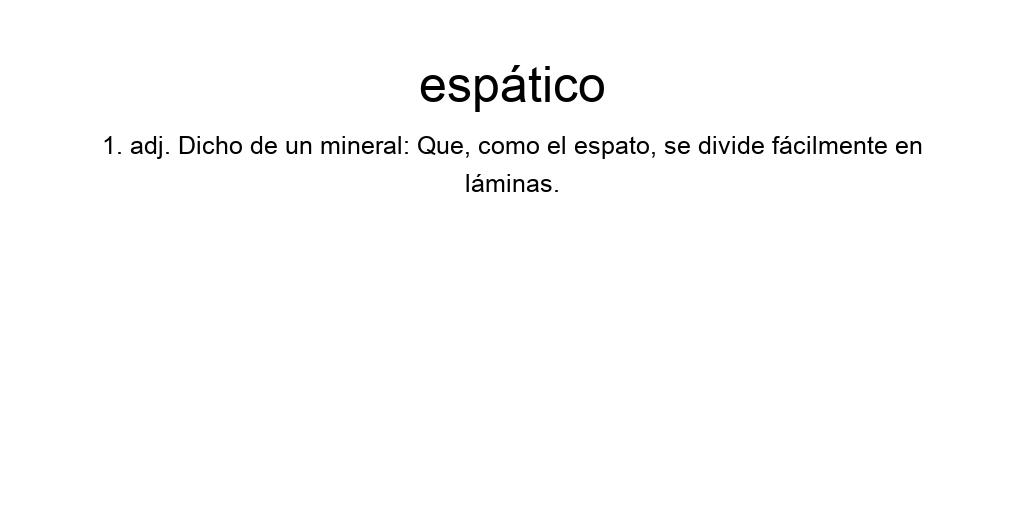 espático
1. adj. Dicho de un mineral: Que, como el espato, se divide fácilmente en
láminas.